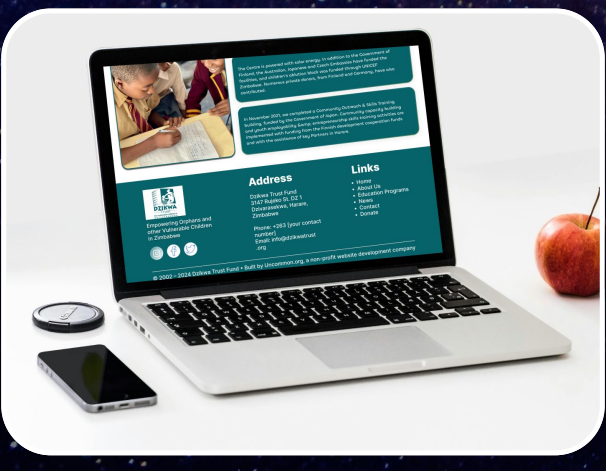 The Centre is powered with solar energy. In addition to the Government of
Finland, the Australian, Japanese and Czech Embassies have funded the
facilities, and children's ablution block was funded through UNICEF
Zimbabwe. Numerous private donors, from Finland and Germany, have also
contributed.
In November 2021, we completed a Community Outreach & Skills Training
building, funded by the Government of Japan. Community capacity building
and youth employability &amp; entrepreneurship skills training activities are
implemented with funding from the Finnish development cooperation funds
and with the assistance of key Partners in Harare.
DZIKWA
Empowering Orphans and
other Vulnerable Children
in Zimbabwe
Address
Dzikwa Trust Fund
3147 Rujeko St, DZ 1
Dzivarasekwa, Harare,
Zimbabwe
Phone: +263 [your contact
number]
Email: info@dzikwatrust
.org
Links
• Home
• About Us
• Education Programs
• News
• Contact
• Donate
© 2002 - 2024 Dzikwa Trust Fund • Built by Uncommon.org, a non-profit website development company